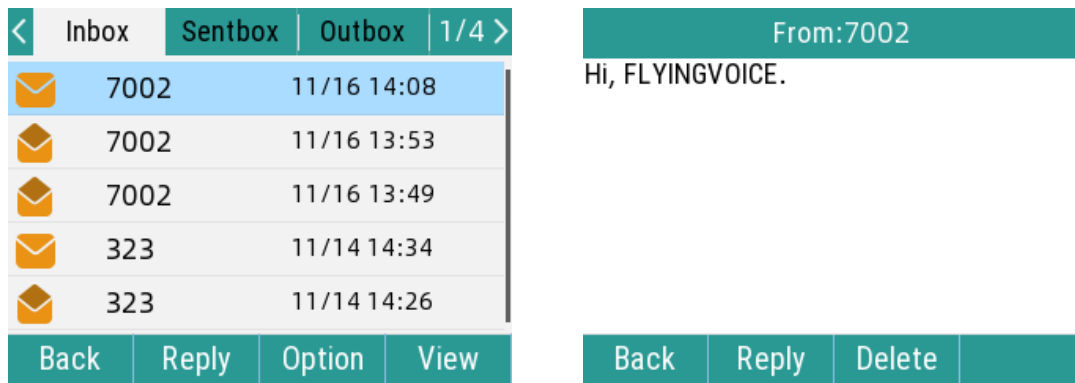 Inbox Sentbox Outbox 1/4
7002 11/16 14:08
7002 11/16 13:53
7002 11/16 13:49
323 11/14 14:34
323 11/14 14:26
Back Reply Option View
From:7002
Hi, FLYINGVOICE.
Back Reply Delete